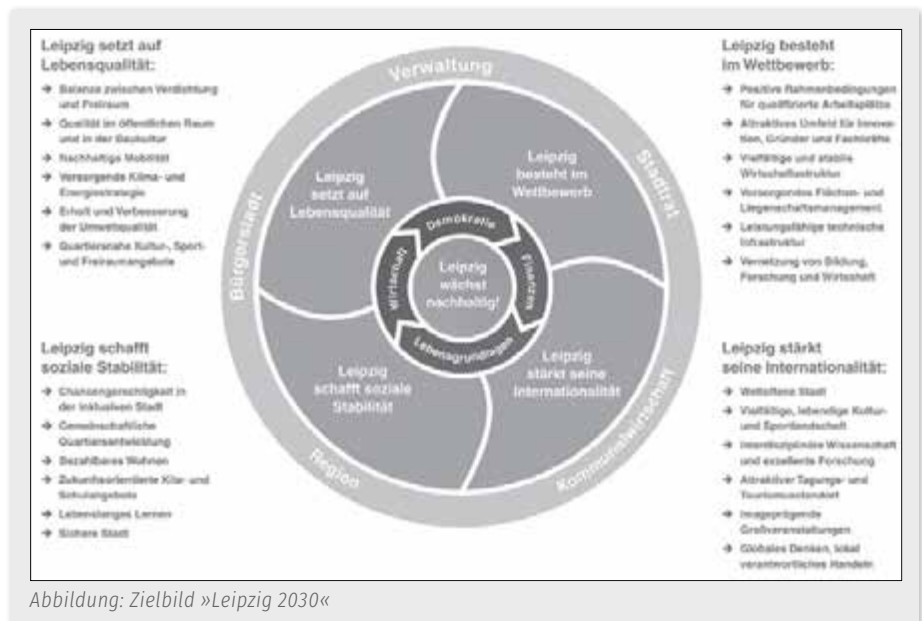 Leipzig setzt auf
Lebensqualität:
→ Balance zwischen Verdichtung
und Freiraum
→ Qualität im öffentlichen Raum
und in der Baukultur
→ Nachhaltige Mobilität
→ Vorsorgende Klima- und
Energiestrategie
→ Erhalt und Verbesserung
der Umweltqualität
→ Quartiersnahe Kultur-, Sport-
und Freiraumangebote
Leipzig besteht
im Wettbewerb:
→ Positive Rahmenbedingungen
für qualifizierte Arbeitsplätze
→ Attraktives Umfeld für Innova-
tion, Gründer und Fachkräfte
→ Vielfältige und stabile
Wirtschaftsstruktur
→ Vorsorgendes Flächen- und
Liegenschaftsmanagement
→ Leistungsfähige technische
Infrastruktur
→ Vernetzung von Bildung,
Forschung und Wirtschaft
Verwaltung
Stadtrat
Kommunalwirtschaft
Region
Bürgerstadt
Leipzig
setzt auf
Lebensqualität
Leipzig
besteht im
Wettbewerb
Demokratie
Finanzen
Lebensgrundlagen
Wirtschaft
Leipzig
wächst
nachhaltig!
Leipzig
schafft soziale
Stabilität
Leipzig
stärkt seine
Internationalität
Leipzig schafft
soziale Stabilität:
→ Chancengerechtigkeit in
der inklusiven Stadt
→ Gemeinschaftliche
Quartiersentwicklung
→ Bezahlbares Wohnen
→ Zukunftsorientierte Kita- und
Schulangebote
→ Lebenslanges Lernen
→ Sichere Stadt
Leipzig stärkt
seine Internationalität:
→ Weltoffene Stadt
→ Vielfältige, lebendige Kultur-
und Sportlandschaft
→ Interdisziplinäre Wissenschaft
und exzellente Forschung
→ Attraktiver Tagungs- und
Tourismusstandort
→ Imageprägende
Großveranstaltungen
→ Globales Denken, lokal
verantwortliches Handeln
Abbildung: Zielbild »Leipzig 2030«